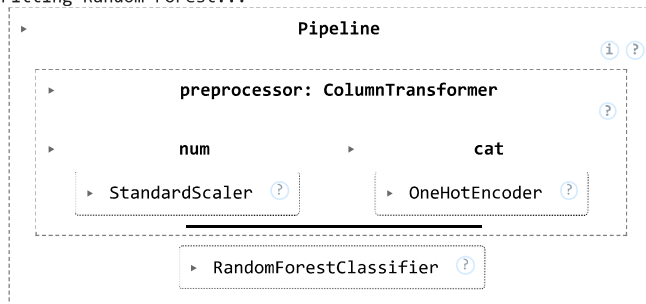 Fitting Random Forest...
Pipeline
i ?
preprocessor: ColumnTransformer
?
num cat
StandardScaler ? OneHotEncoder ?
RandomForestClassifier ?